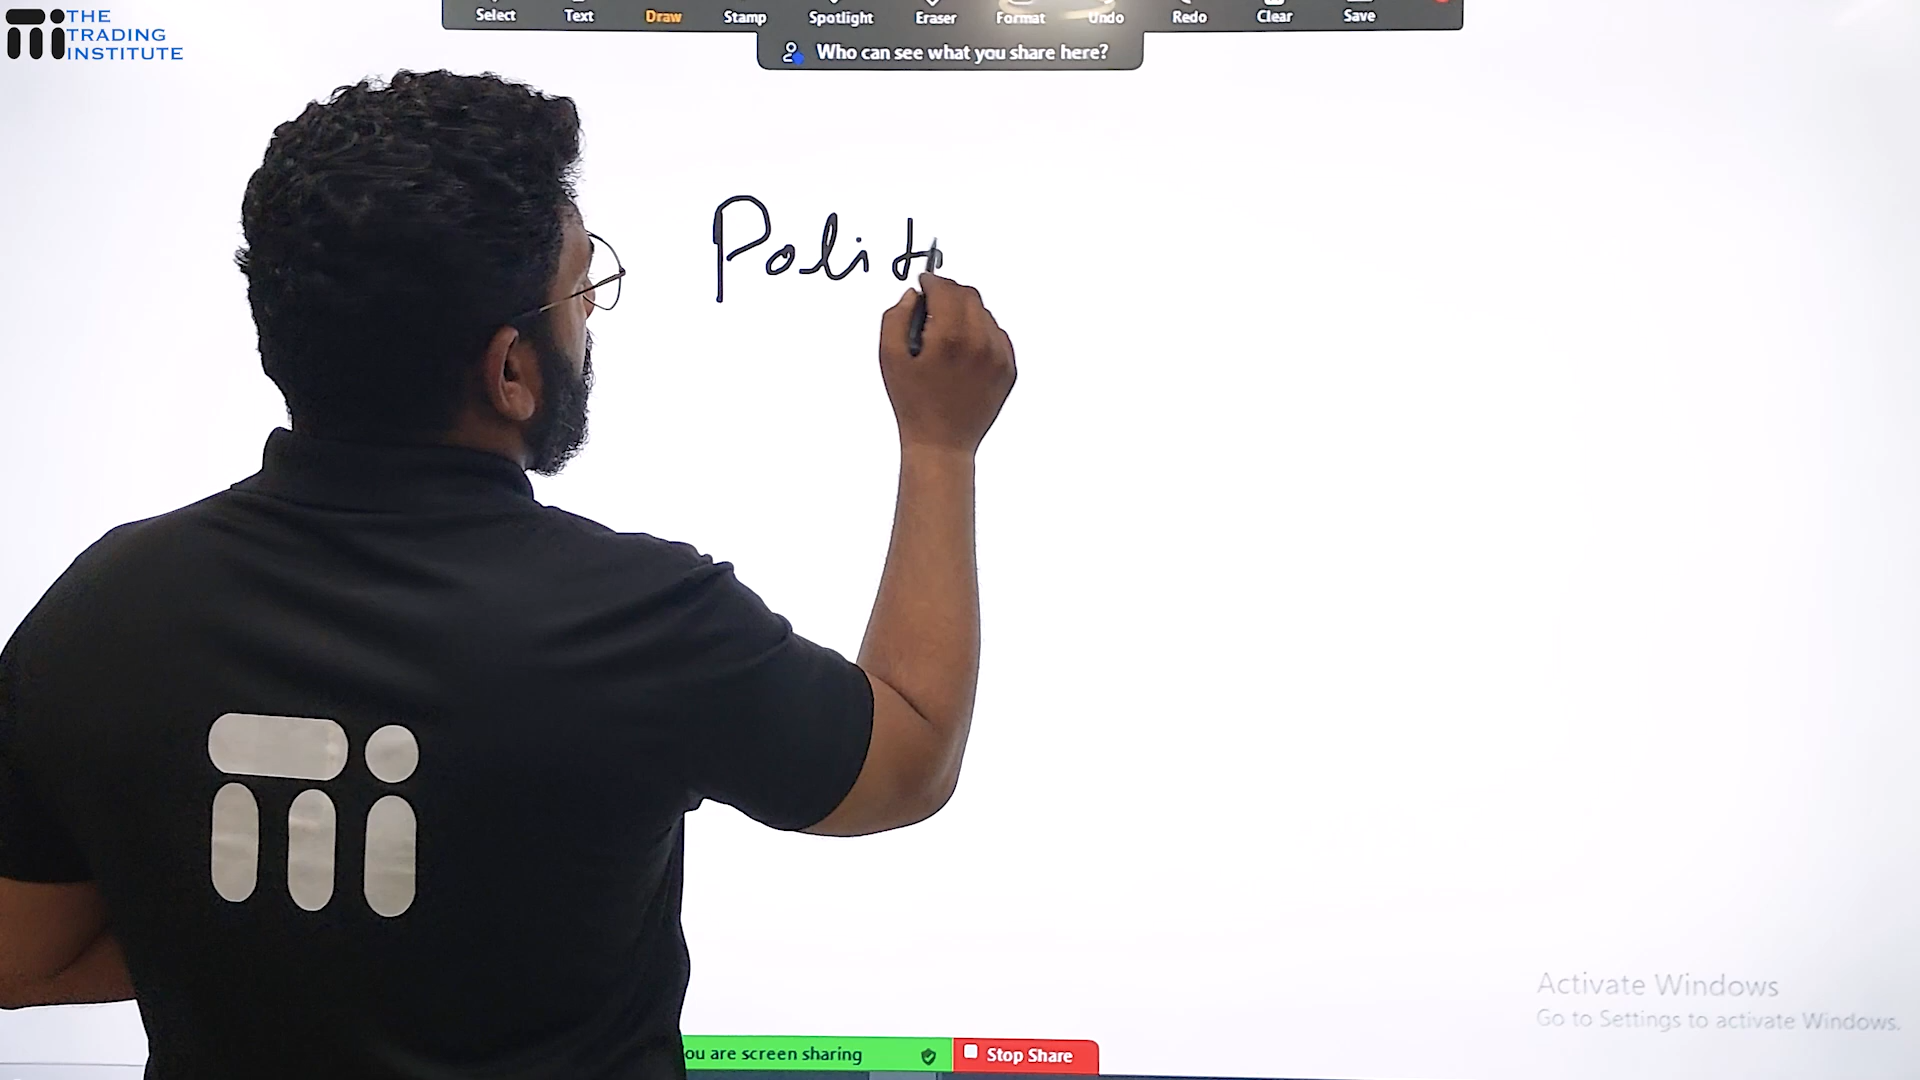 THE
TRADING
INSTITUTE
Select Text Draw Stamp Spotlight Eraser Format Undo Redo Clear Save
Who can see what you share here?
Polit
ou are screen sharing Stop Share
Activate Windows
Go to Settings to activate Windows.